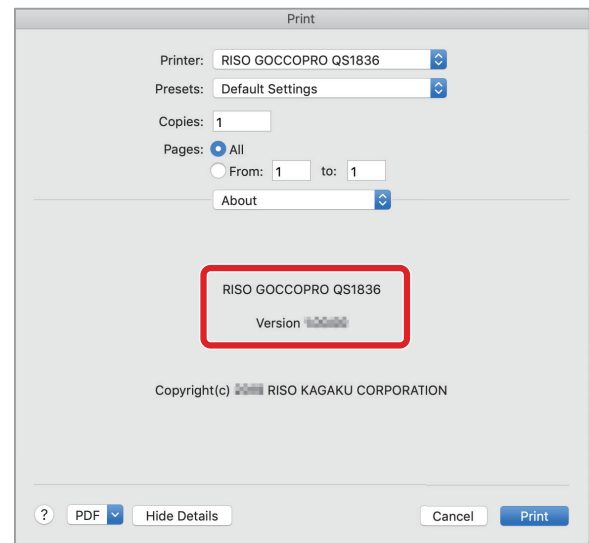 Print
Printer: RISO GOCCOPRO QS1836
Presets: Default Settings
Copies: 1
Pages: All
From: 1 to: 1
About
RISO GOCCOPRO QS1836
Version
Copyright(c) RISO KAGAKU CORPORATION
? PDF Hide Details Cancel Print